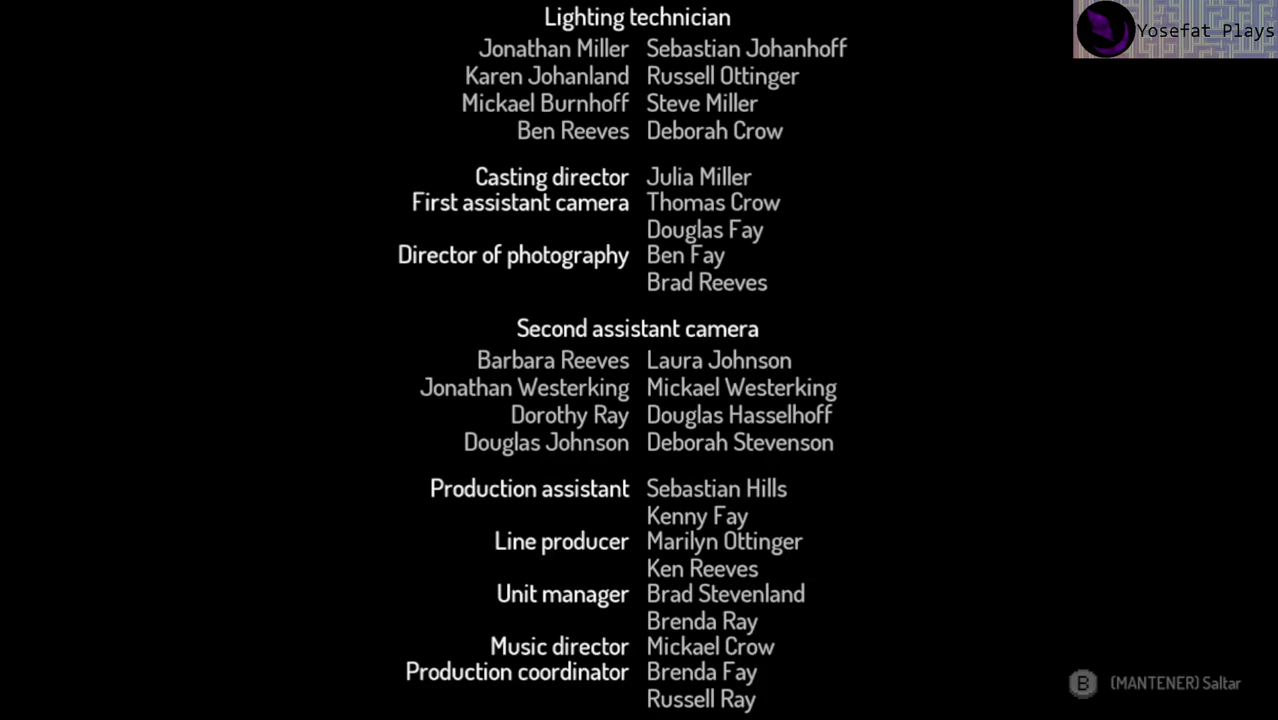 Lighting technician
Yosefat Plays
Jonathan Miller Sebastian Johanhoff
Karen Johanland Russell Ottinger
Mickael Burnhoff Steve Miller
Ben Reeves Deborah Crow
Casting director Julia Miller
First assistant camera Thomas Crow
Douglas Fay
Director of photography Ben Fay
Brad Reeves
Second assistant camera
Barbara Reeves Laura Johnson
Jonathan Westerking Mickael Westerking
Dorothy Ray Douglas Hasselhoff
Douglas Johnson Deborah Stevenson
Production assistant Sebastian Hills
Kenny Fay
Line producer Marilyn Ottinger
Ken Reeves
Unit manager Brad Stevenland
Brenda Ray
Music director Mickael Crow
Production coordinator Brenda Fay
Russell Ray
B (MANTENER) Saltar